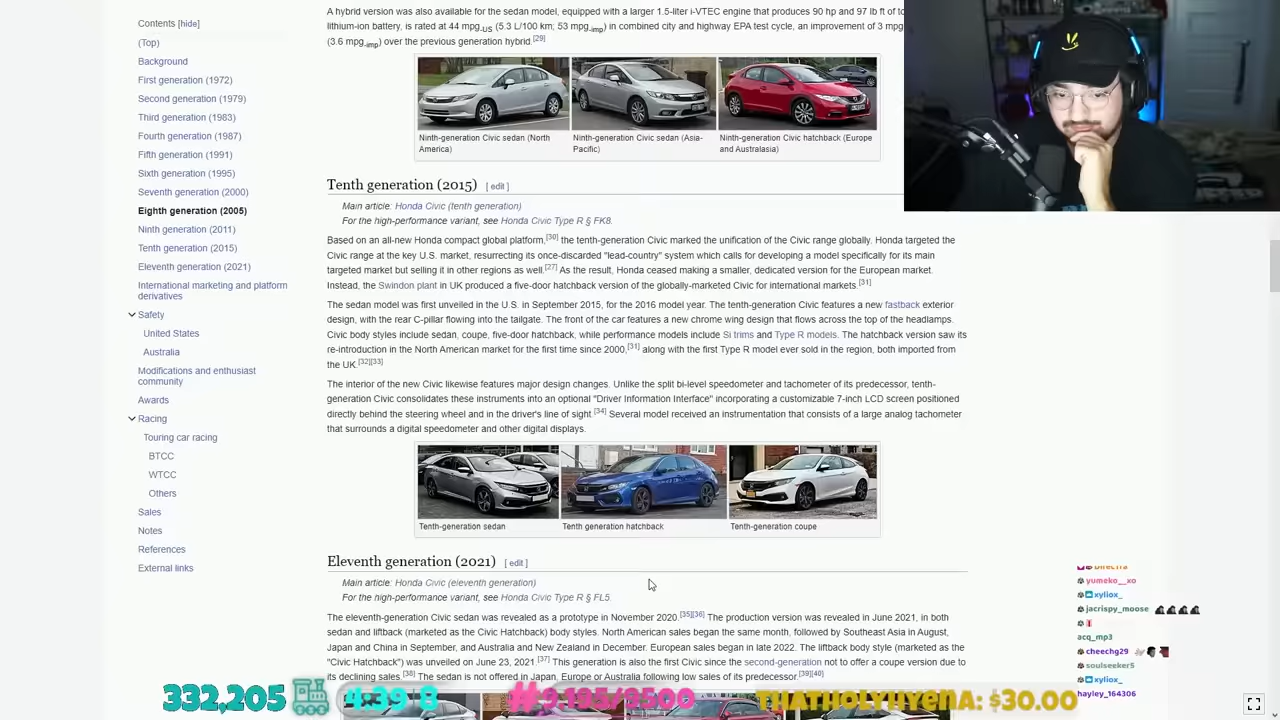 Contents [hide]
(Top)
Background
First generation (1972)
Second generation (1979)
Third generation (1983)
Fourth generation (1987)
Fifth generation (1991)
Sixth generation (1995)
Seventh generation (2000)
Eighth generation (2005)
Ninth generation (2011)
Tenth generation (2015)
Eleventh generation (2021)
International marketing and platform
derivatives
Safety
United States
Australia
Modifications and enthusiast
community
Awards
Racing
Touring car racing
BTCC
WTCC
Others
Sales
Notes
References
External links
A hybrid version was also available for the sedan model, equipped with a larger 1.5-liter i-VTEC engine that produces 90 hp and 97 lb ft of
lithium-ion battery, is rated at 44 mpg-US (5.3 L/100 km; 53 mpg-imp) in combined city and highway EPA test cycle, an improvement of 3 mpg
(3.6 mpg-imp) over the previous generation hybrid.[29]
Ninth-generation Civic sedan (North
America)
Ninth-generation Civic sedan (Asia-
Pacific)
Ninth-generation Civic hatchback (Europe
and Australasia)
Tenth generation (2015) [ edit ]
Main article: Honda Civic (tenth generation)
For the high-performance variant, see Honda Civic Type R § FK8.
Based on an all-new Honda compact global platform,[30] the tenth-generation Civic marked the unification of the Civic range globally. Honda targeted the
Civic range at the key U.S. market, resurrecting its once-discarded "lead-country" system which calls for developing a model specifically for its main
targeted market but selling it in other regions as well.[27] As the result, Honda ceased making a smaller, dedicated version for the European market.
Instead, the Swindon plant in UK produced a five-door hatchback version of the globally-marketed Civic for international markets.[31]
The sedan model was first unveiled in the U.S. in September 2015, for the 2016 model year. The tenth-generation Civic features a new fastback exterior
design, with the rear C-pillar flowing into the tailgate. The front of the car features a new chrome wing design that flows across the top of the headlamps.
Civic body styles include sedan, coupe, five-door hatchback, while performance models include Si trims and Type R models. The hatchback version saw its
re-introduction in the North American market for the first time since 2000,[31] along with the first Type R model ever sold in the region, both imported from
the UK.[32][33]
The interior of the new Civic likewise features major design changes. Unlike the split bi-level speedometer and tachometer of its predecessor, tenth-
generation Civic consolidates these instruments into an optional "Driver Information Interface" incorporating a customizable 7-inch LCD screen positioned
directly behind the steering wheel and in the driver's line of sight.[34] Several model received an instrumentation that consists of a large analog tachometer
that surrounds a digital speedometer and other digital displays.
Tenth-generation sedan
Tenth generation hatchback
Tenth-generation coupe
Eleventh generation (2021) [ edit ]
Main article: Honda Civic (eleventh generation)
For the high-performance variant, see Honda Civic Type R § FL5.
The eleventh-generation Civic sedan was revealed as a prototype in November 2020.[35][36] The production version was revealed in June 2021, in both
sedan and liftback (marketed as the Civic Hatchback) body styles. North American sales began the same month, followed by Southeast Asia in August,
Japan and China in September, and Australia and New Zealand in December. European sales began in late 2022. The liftback body style (marketed as the
"Civic Hatchback") was unveiled on June 23, 2021.[37] This generation is also the first Civic since the second-generation not to offer a coupe version due to
its declining sales.[38] The sedan is not offered in Japan, Europe or Australia following low sales of its predecessor.[39][40]
yumeko__xo
xyliox_
jacrispy_moose
acq_mp3
cheechg29
soulseeker5
xyliox_
hayley_164306
332,205
4:39:8
THATHOLYHYENA: $30.00